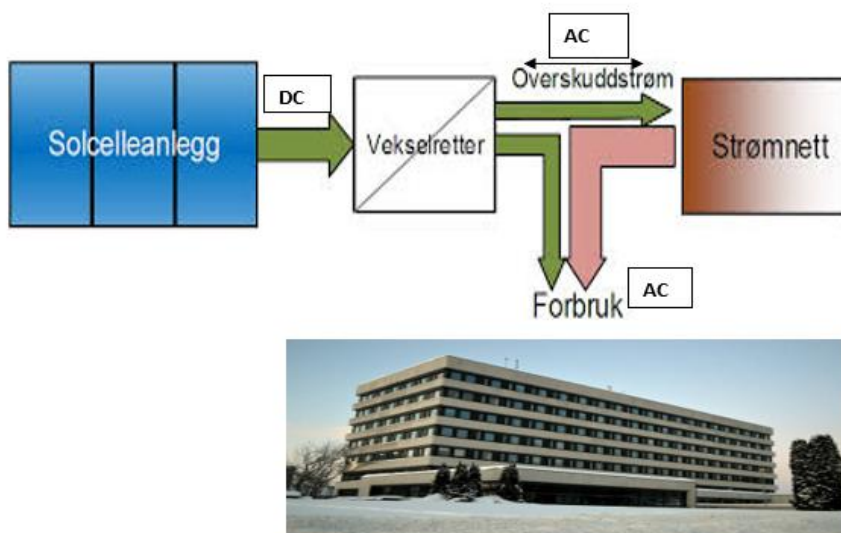 AC
Overskuddstrøm
DC
Solcelleanlegg
Vekselretter
Strømnett
Forbruk
AC